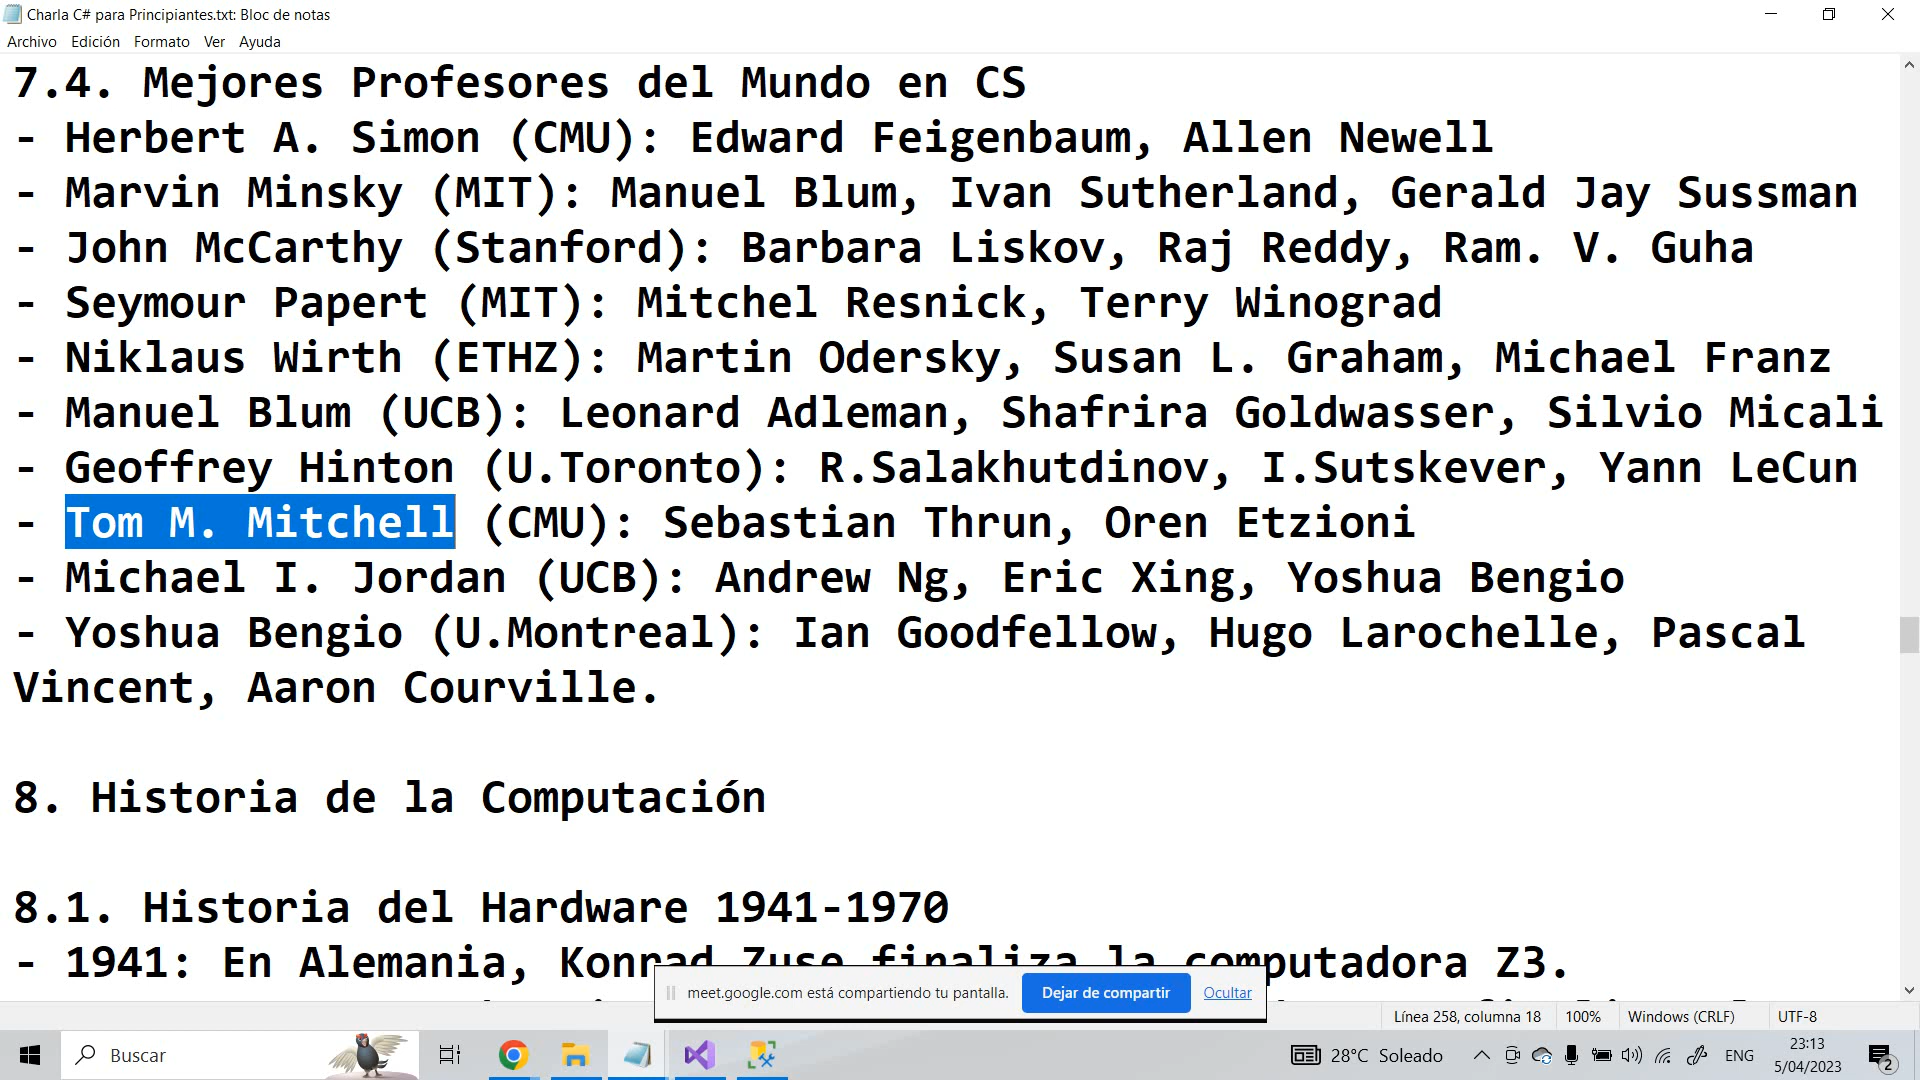 Charla C# para Principiantes.txt: Bloc de notas
Archivo Edición Formato Ver Ayuda
7.4. Mejores Profesores del Mundo en CS
- Herbert A. Simon (CMU): Edward Feigenbaum, Allen Newell
- Marvin Minsky (MIT): Manuel Blum, Ivan Sutherland, Gerald Jay Sussman
- John McCarthy (Stanford): Barbara Liskov, Raj Reddy, Ram. V. Guha
- Seymour Papert (MIT): Mitchel Resnick, Terry Winograd
- Niklaus Wirth (ETHZ): Martin Odersky, Susan L. Graham, Michael Franz
- Manuel Blum (UCB): Leonard Adleman, Shafrira Goldwasser, Silvio Micali
- Geoffrey Hinton (U.Toronto): R.Salakhutdinov, I.Sutskever, Yann LeCun
- Tom M. Mitchell (CMU): Sebastian Thrun, Oren Etzioni
- Michael I. Jordan (UCB): Andrew Ng, Eric Xing, Yoshua Bengio
- Yoshua Bengio (U.Montreal): Ian Goodfellow, Hugo Larochelle, Pascal
Vincent, Aaron Courville.
8. Historia de la Computación
8.1. Historia del Hardware 1941-1970
- 1941: En Alemania, Konrad Zuse finaliza la computadora Z3.
meet.google.com está compartiendo tu pantalla. Dejar de compartir Ocultar
Línea 258, columna 18 100% Windows (CRLF) UTF-8
Buscar 28°C Soleado ENG 23:13
5/04/2023 2